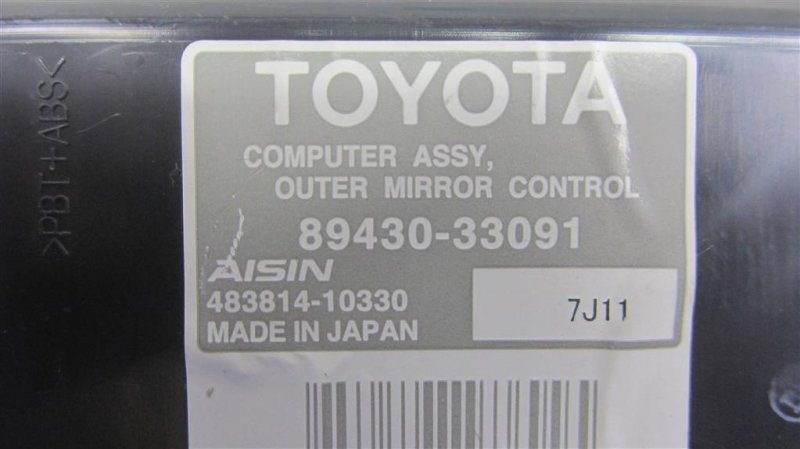 TOYOTA
COMPUTER ASSY,
OUTER MIRROR CONTROL
89430-33091
AISIN
483814-10330
7J11
MADE IN JAPAN
>PBT+ABS<